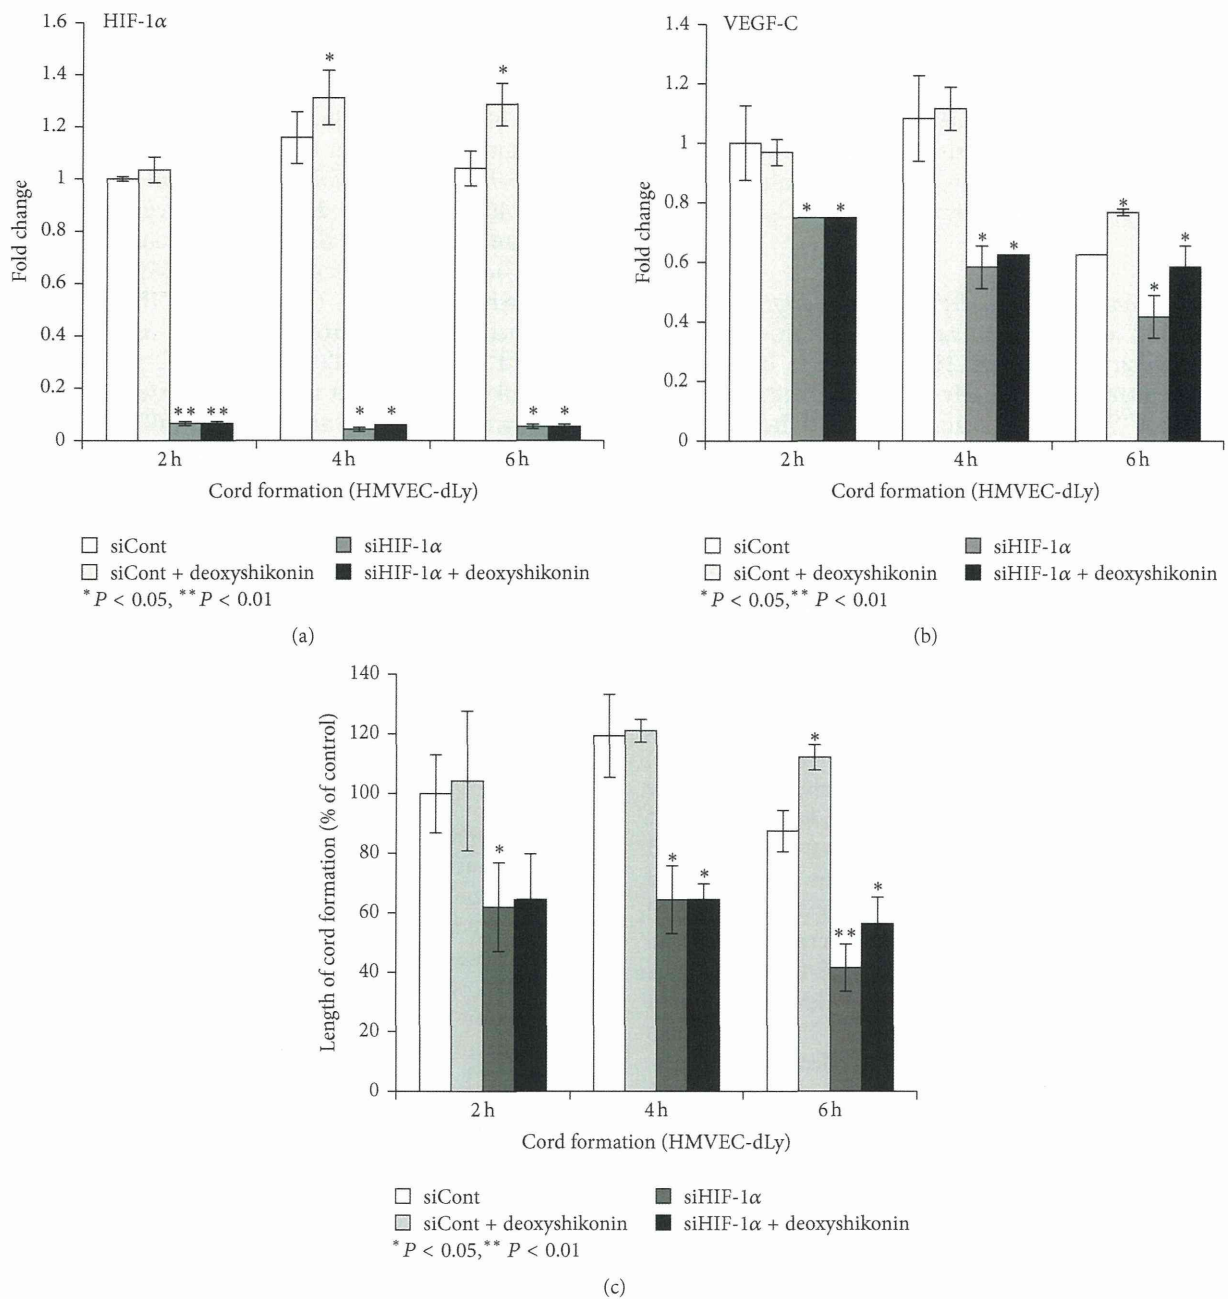 HIF-1α
Fold change
1.6
1.4
1.2
1
0.8
0.6
0.4
0.2
0
*
*
** **
* *
* *
2 h 4 h 6 h
Cord formation (HMVEC-dLy)
siCont siHIF-1α
siCont + deoxyshikonin siHIF-1α + deoxyshikonin
* P < 0.05, ** P < 0.01
(a)
VEGF-C
Fold change
1.4
1.2
1
0.8
0.6
0.4
0.2
0
* *
* *
* * *
2 h 4 h 6 h
Cord formation (HMVEC-dLy)
siCont siHIF-1α
siCont + deoxyshikonin siHIF-1α + deoxyshikonin
* P < 0.05, ** P < 0.01
(b)
Length of cord formation (% of control)
140
120
100
80
60
40
20
0
*
* *
* ** *
2 h 4 h 6 h
Cord formation (HMVEC-dLy)
siCont siHIF-1α
siCont + deoxyshikonin siHIF-1α + deoxyshikonin
* P < 0.05, ** P < 0.01
(c)